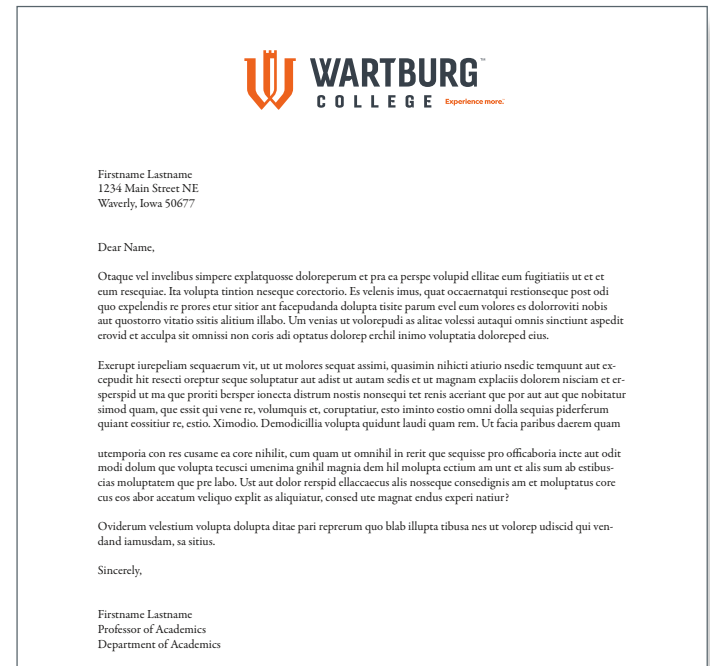 WARTBURG™
COLLEGE Experience more.
Firstname Lastname
1234 Main Street NE
Waverly, Iowa 50677
Dear Name,
Otaque vel invelibus simpere explatquosse doloreperum et pra ea perspe volupid ellitae eum fugitiatiis ut et et
eum resequiae. Ita volupta tintion neseque corectorio. Es velenis imus, quat occaernatqui restionseque post odi
quo expelendis re prores etur sitior ant facepudanda dolupta tisite parum evel eum volores es dolorroviti nobis
aut quostorro vitatio ssitis alitium illabo. Um venias ut volorepudi as alitae volessi autaqui omnis sinctiunt aspedit
erovid et acculpa sit omnissi non coris adi optatus dolorep erchil inimo voluptatia doloreped eius.
Exerupt iurepeliam sequaerum vit, ut ut molores sequat assimi, quasimin nihicti atiurio nsedic temquunt aut ex-
cepudit hit resecti oreptur seque soluptatur aut adist ut autam sedis et ut magnam explaciis dolorem nisciam et er-
sperspid ut ma que proriti bersper ionecta distrum nostis nonsequi tet renis aceriant que por aut aut que nobitatur
simod quam, que essit qui vene re, volumquis et, coruptatiur, esto iminto eostio omni dolla sequias piderferum
quiant eossitiur re, estio. Ximodio. Demodicillia volupta quidunt laudi quam rem. Ut facia paribus daerem quam
utemporia con res cusame ea core nihilit, cum quam ut omnihil in rerit que sequisse pro officaboria incte aut odit
modi dolum que volupta tecusci umenima gnihil magnia dem hil molupta ectium am unt et alis sum ab estibus-
cias moluptatem que pre labo. Ust aut dolor rerspid ellaccaecus alis nosseque consedignis am et moluptatus core
cus eos abor aceatum veliquo explit as aliquiatur, consed ute magnat endus experi natiur?
Oviderum velestium volupta dolupta ditae pari reprerum quo blab illupta tibusa nes ut volorep udiscid qui ven-
dand iamusdam, sa sitius.
Sincerely,
Firstname Lastname
Professor of Academics
Department of Academics